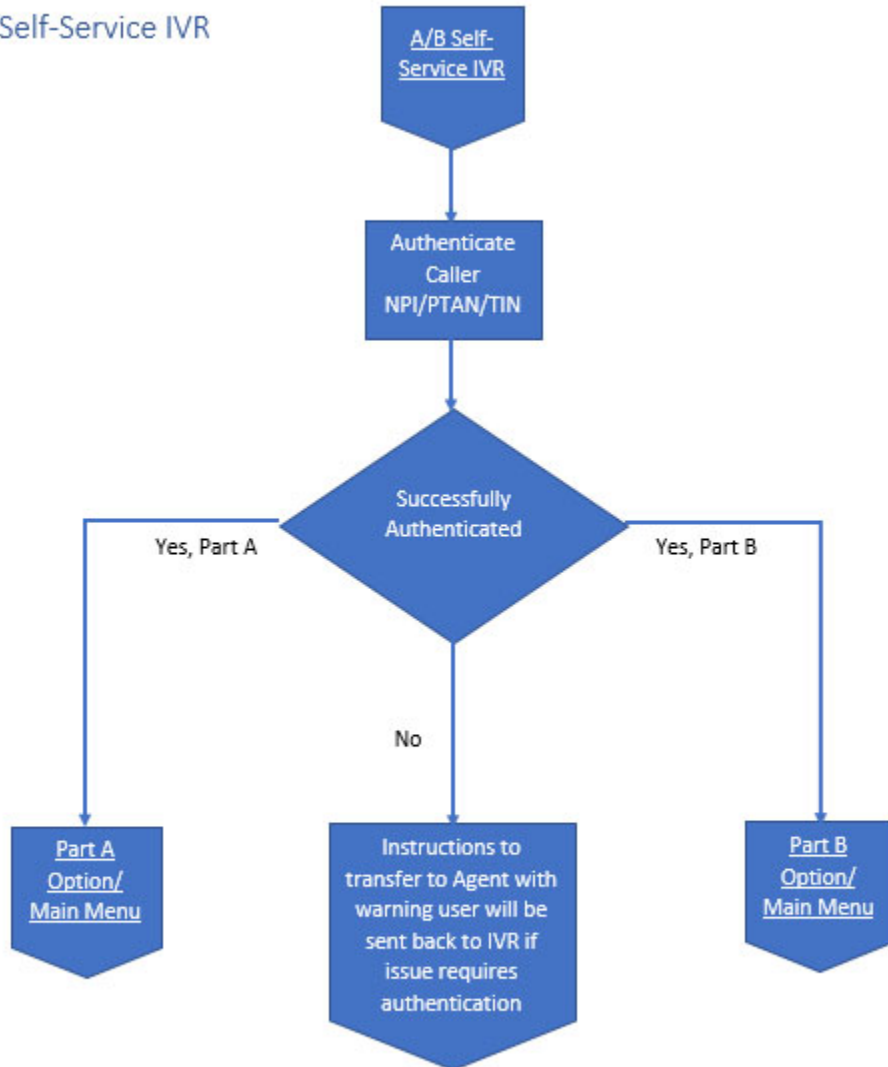 Self-Service IVR
A/B Self-
Service IVR
Authenticate
Caller
NPI/PTAN/TIN
Successfully
Authenticated
Yes, Part A
Yes, Part B
No
Part A
Option/
Main Menu
Instructions to
transfer to Agent with
warning user will be
sent back to IVR if
issue requires
authentication
Part B
Option/
Main Menu